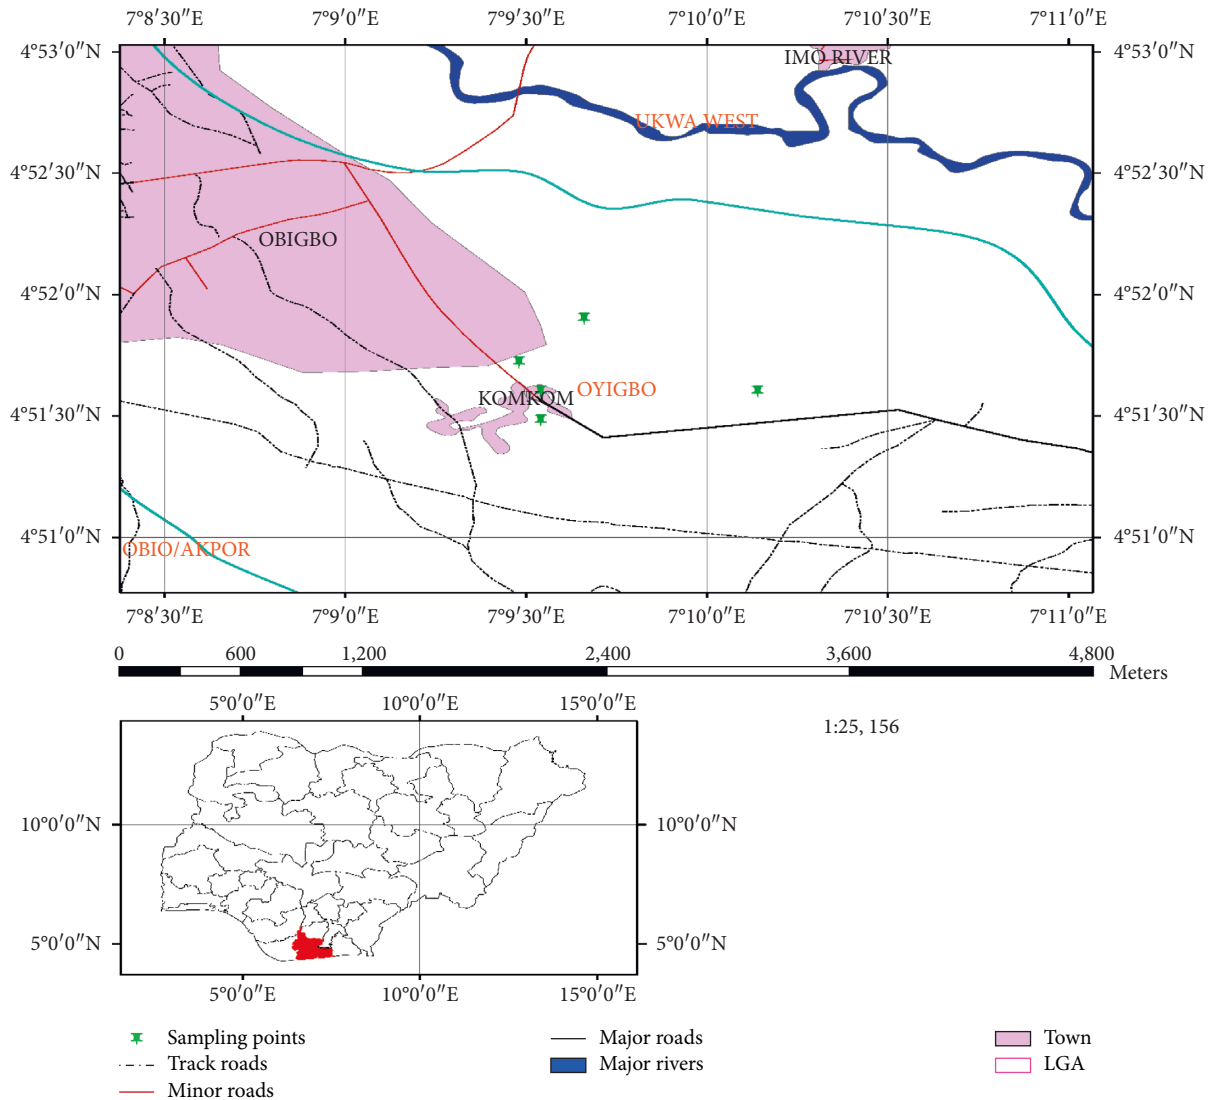 7°8′30″E 7°9′0″E 7°9′30″E 7°10′0″E 7°10′30″E 7°11′0″E
4°53′0″N 4°53′0″N
IMO RIVER
UKWA WEST
4°52′30″N 4°52′30″N
OBIGBO
4°52′0″N 4°52′0″N
OYIGBO
KOMKOM
4°51′30″N 4°51′30″N
4°51′0″N 4°51′0″N
OBIO/AKPOR
7°8′30″E 7°9′0″E 7°9′30″E 7°10′0″E 7°10′30″E 7°11′0″E
0 600 1,200 2,400 3,600 4,800
Meters
5°0′0″E 10°0′0″E 15°0′0″E
1:25, 156
10°0′0″N 10°0′0″N
5°0′0″N 5°0′0″N
5°0′0″E 10°0′0″E 15°0′0″E
Sampling points
Track roads
Minor roads
Major roads
Major rivers
Town
LGA